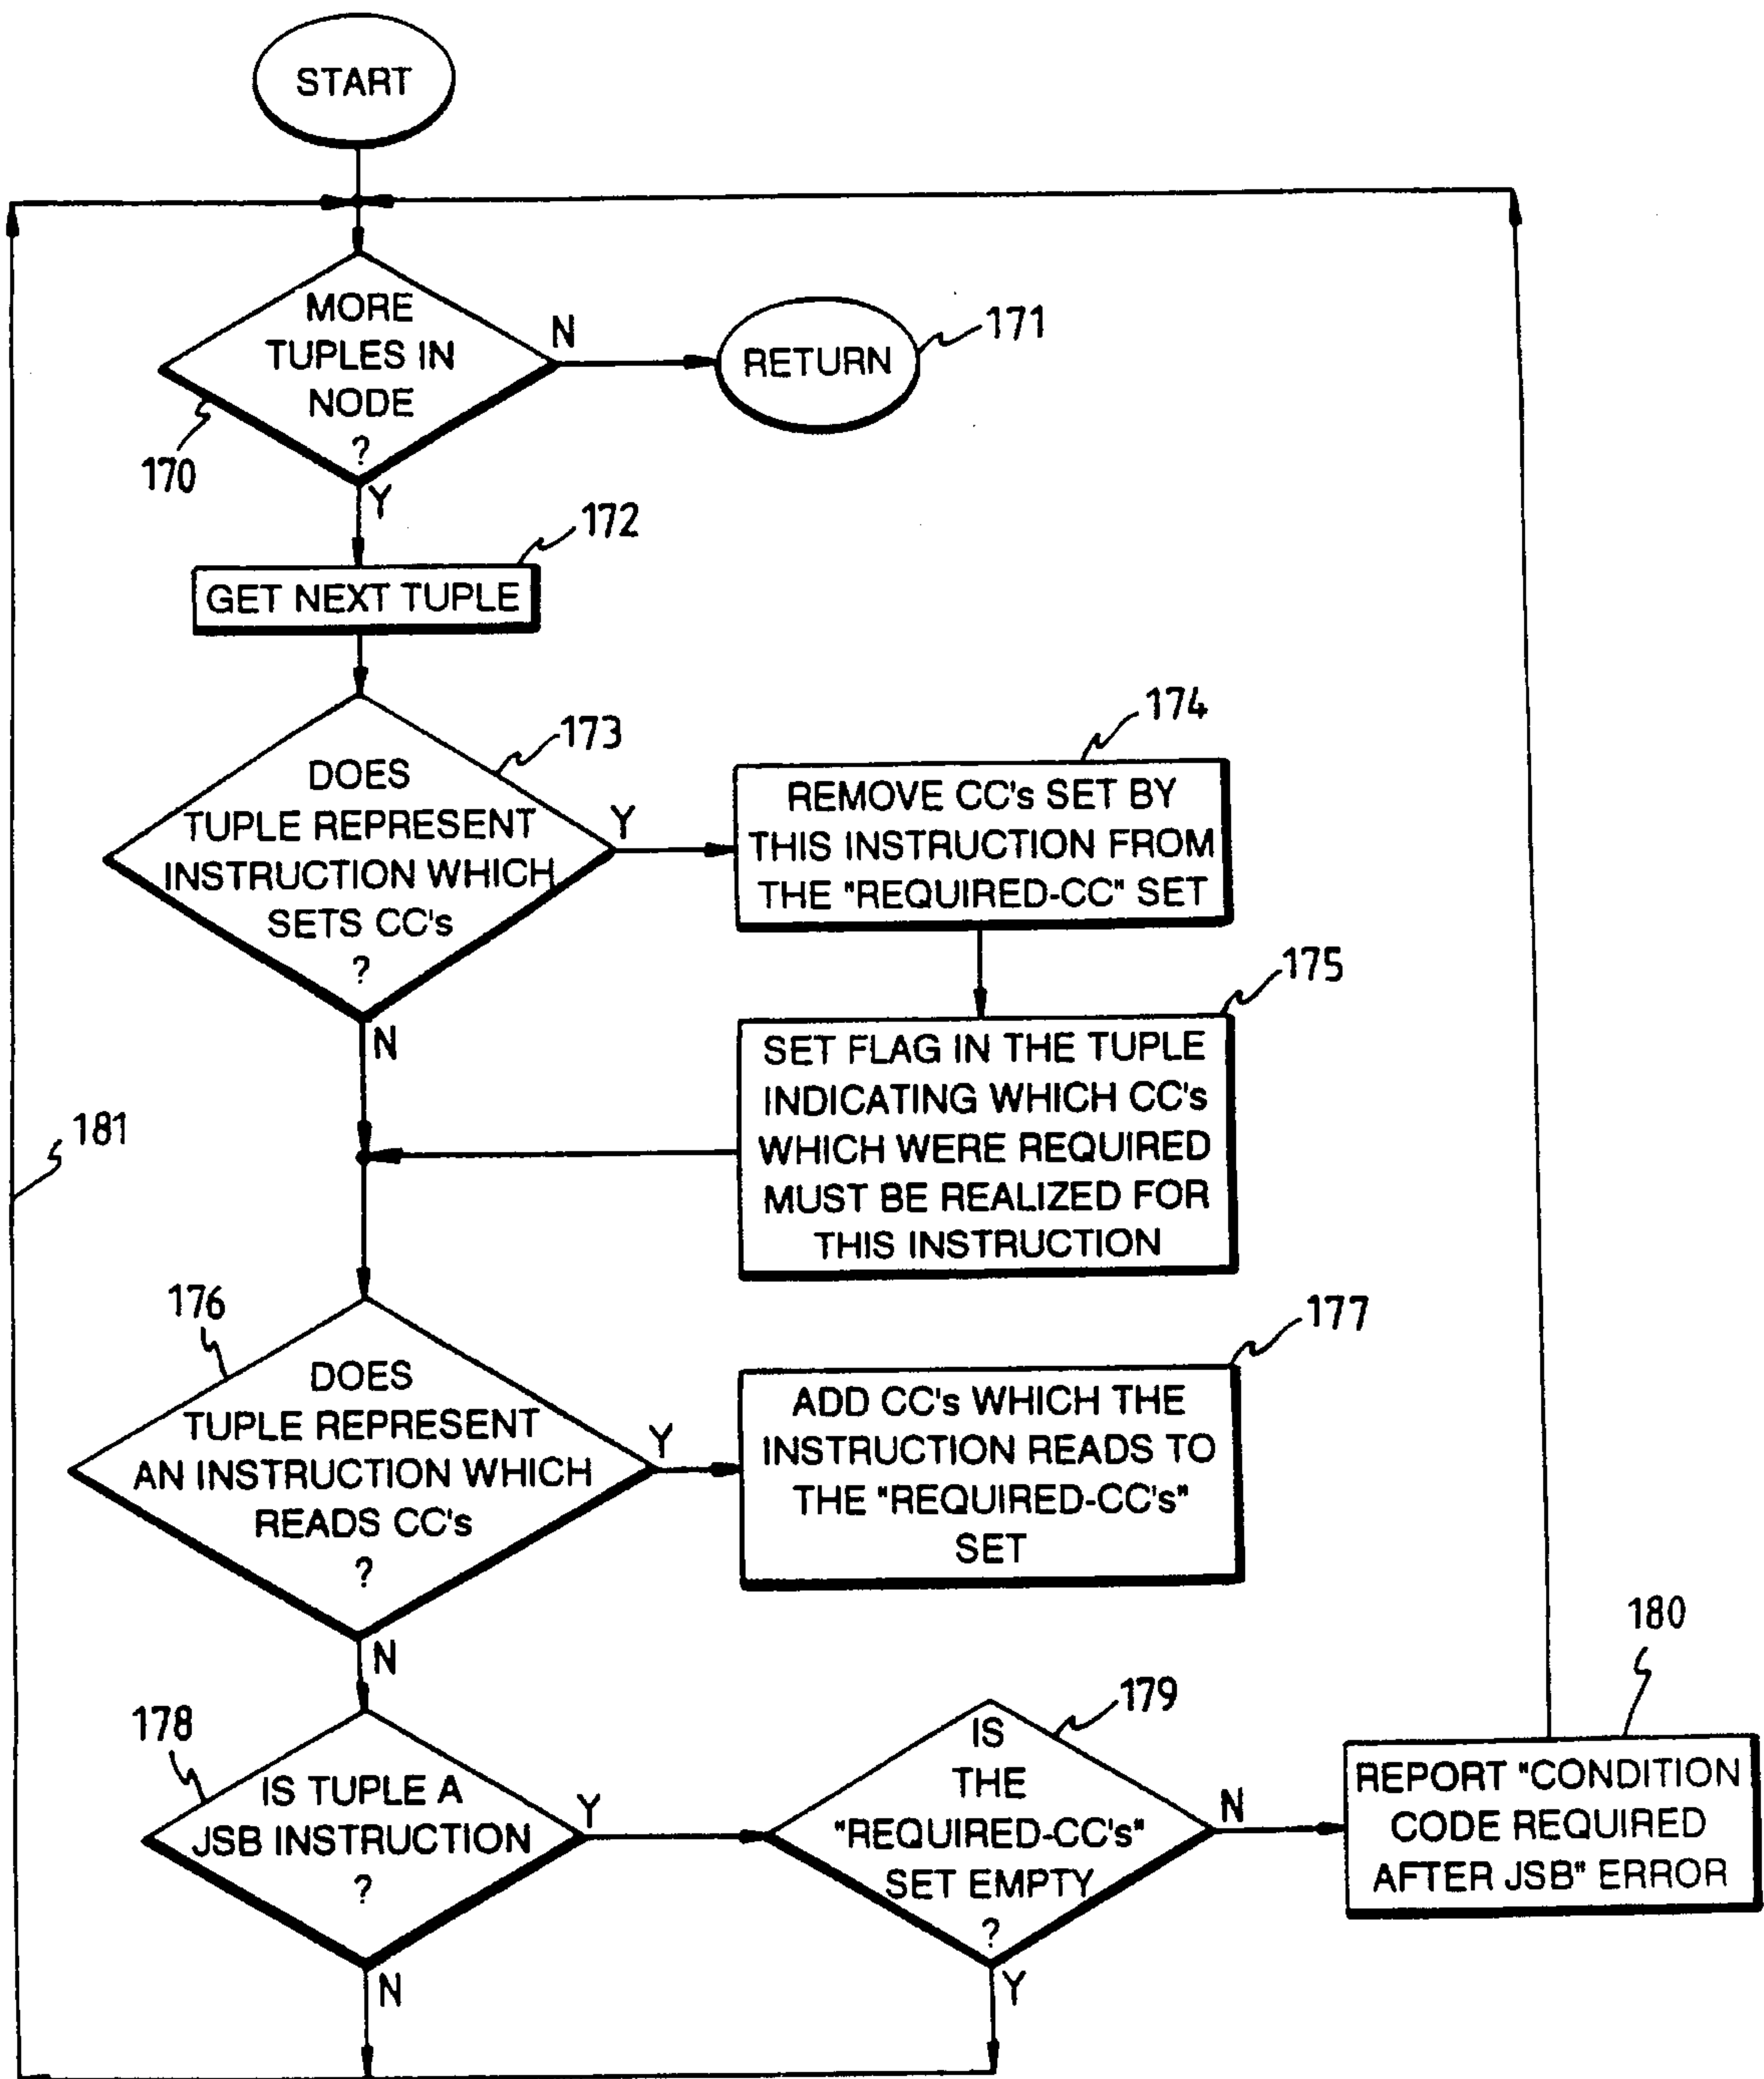 START
MORE
TUPLES IN
NODE
?
170
N
RETURN
171
Y
172
GET NEXT TUPLE
173
DOES
TUPLE REPRESENT
INSTRUCTION WHICH
SETS CC's
?
Y
N
174
REMOVE CC's SET BY
THIS INSTRUCTION FROM
THE "REQUIRED-CC" SET
175
SET FLAG IN THE TUPLE
INDICATING WHICH CC's
WHICH WERE REQUIRED
MUST BE REALIZED FOR
THIS INSTRUCTION
181
176
DOES
TUPLE REPRESENT
AN INSTRUCTION WHICH
READS CC's
?
Y
N
177
ADD CC's WHICH THE
INSTRUCTION READS TO
THE "REQUIRED-CC's"
SET
178
IS TUPLE A
JSB INSTRUCTION
?
Y
N
179
IS
THE
"REQUIRED-CC's"
SET EMPTY
?
N
Y
180
REPORT "CONDITION
CODE REQUIRED
AFTER JSB" ERROR